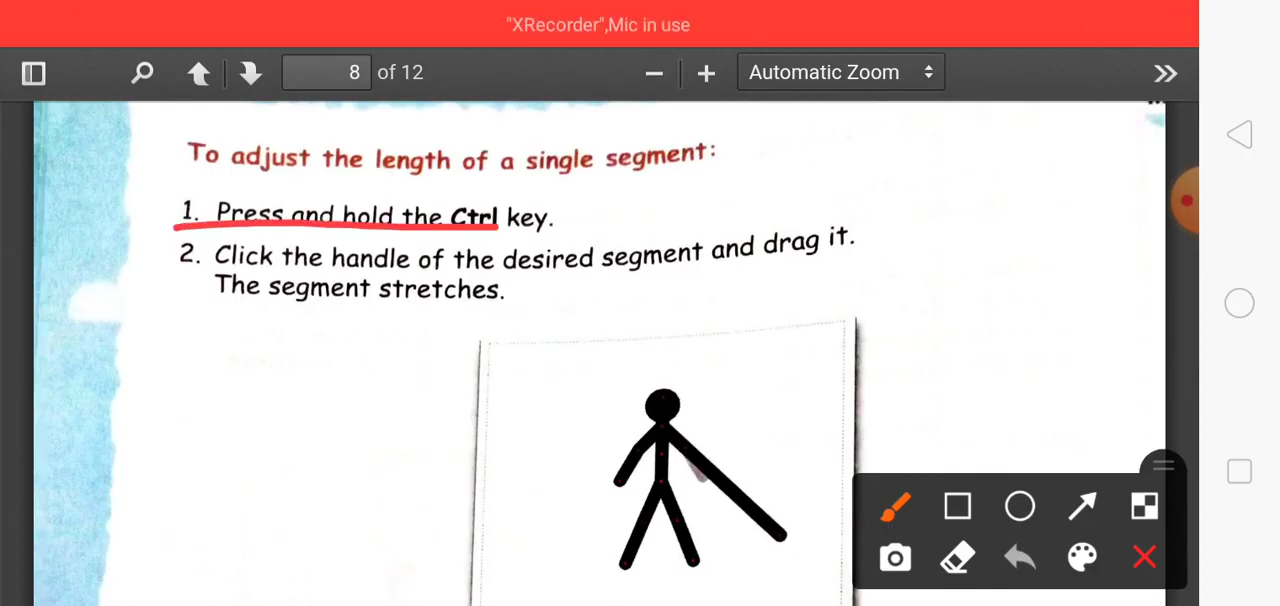 "XRecorder",Mic in use
8 of 12
Automatic Zoom
To adjust the length of a single segment:
1. Press and hold the Ctrl key.
2. Click the handle of the desired segment and drag it.
The segment stretches.